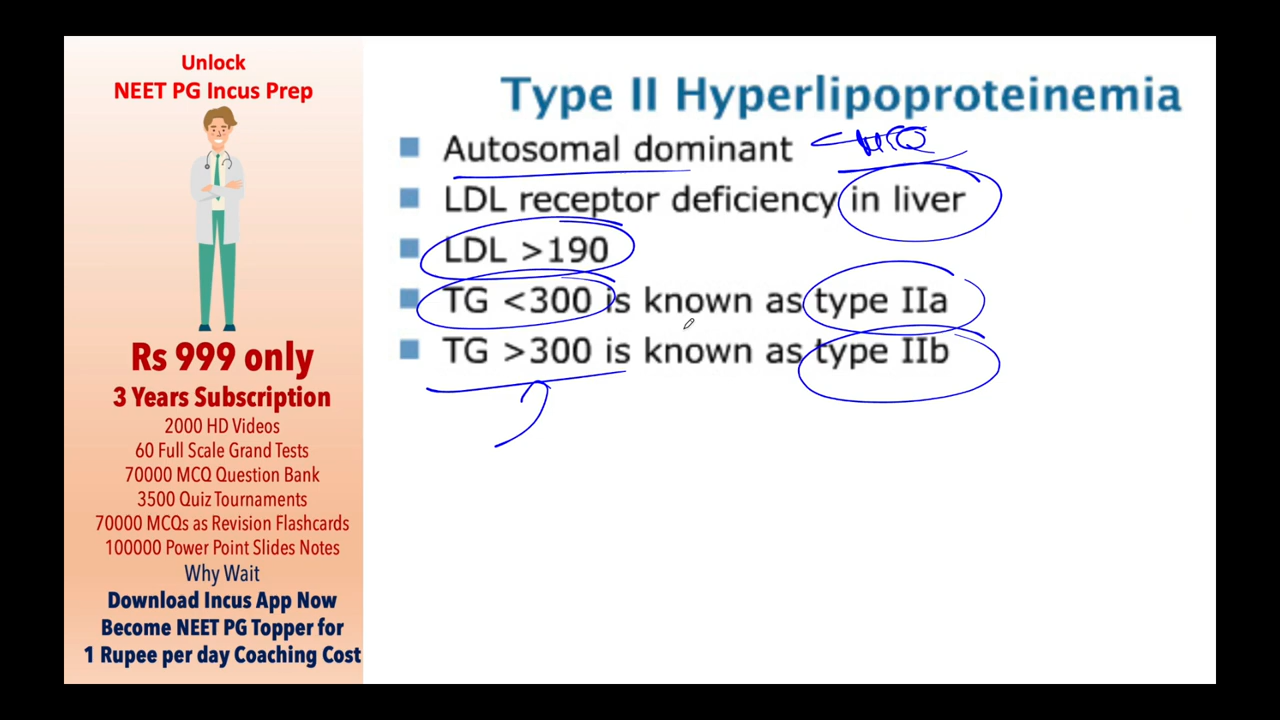 Unlock
NEET PG Incus Prep
Rs 999 only
3 Years Subscription
2000 HD Videos
60 Full Scale Grand Tests
70000 MCQ Question Bank
3500 Quiz Tournaments
70000 MCQs as Revision Flashcards
100000 Power Point Slides Notes
Why Wait
Download Incus App Now
Become NEET PG Topper for
1 Rupee per day Coaching Cost
Type II Hyperlipoproteinemia
Autosomal dominant MCQ
LDL receptor deficiency in liver
LDL >190
TG <300 is known as type IIa
TG >300 is known as type IIb